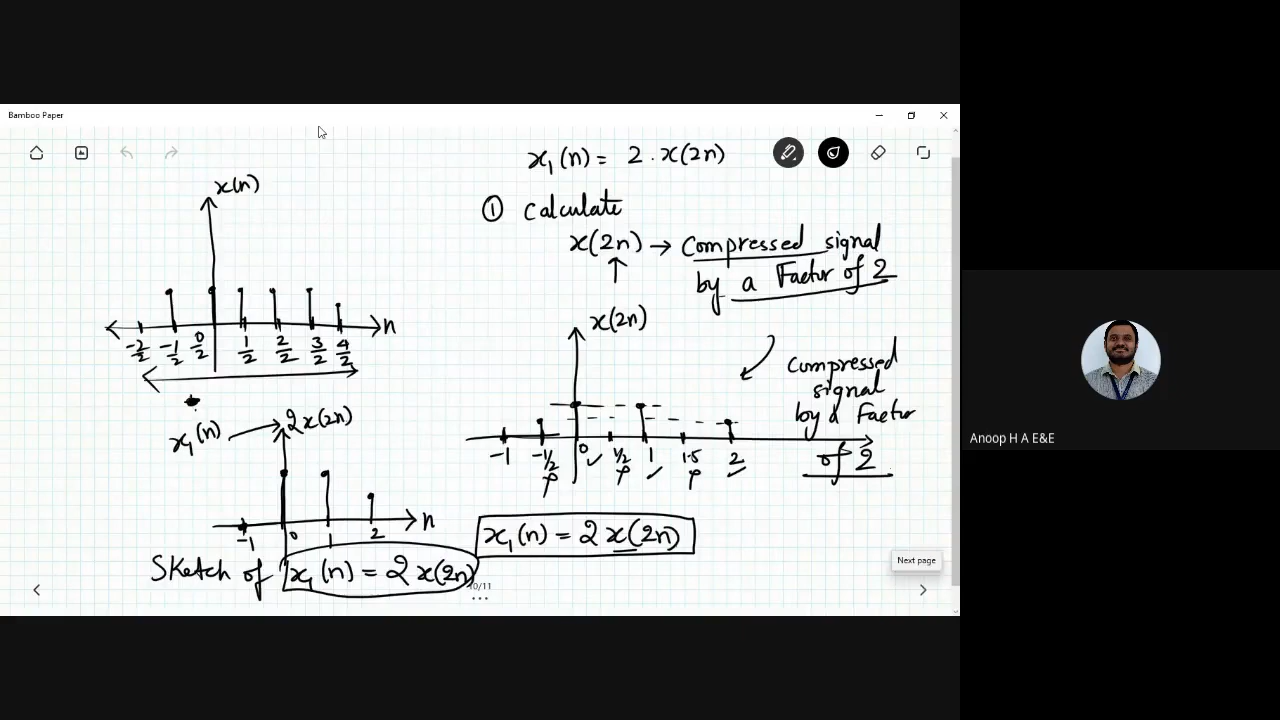 Bamboo Paper
x₁(n) = 2 . x(2n)
① Calculate
x(2n) → Compressed signal
by a Factor of 2
x(n)
n
-2/2 -1/2 0/2 1/2 2/2 3/2 4/2
x(2n)
-1 -1/2 0 1/2 1 1.5 2
Compressed
signal
by a Factor
of 2
x₁(n) → 2x(2n)
n
-1 0 1 2
x₁(n) = 2 x(2n)
Sketch of x₁(n) = 2 x(2n)
10/11
Next page
Anoop H A E&E